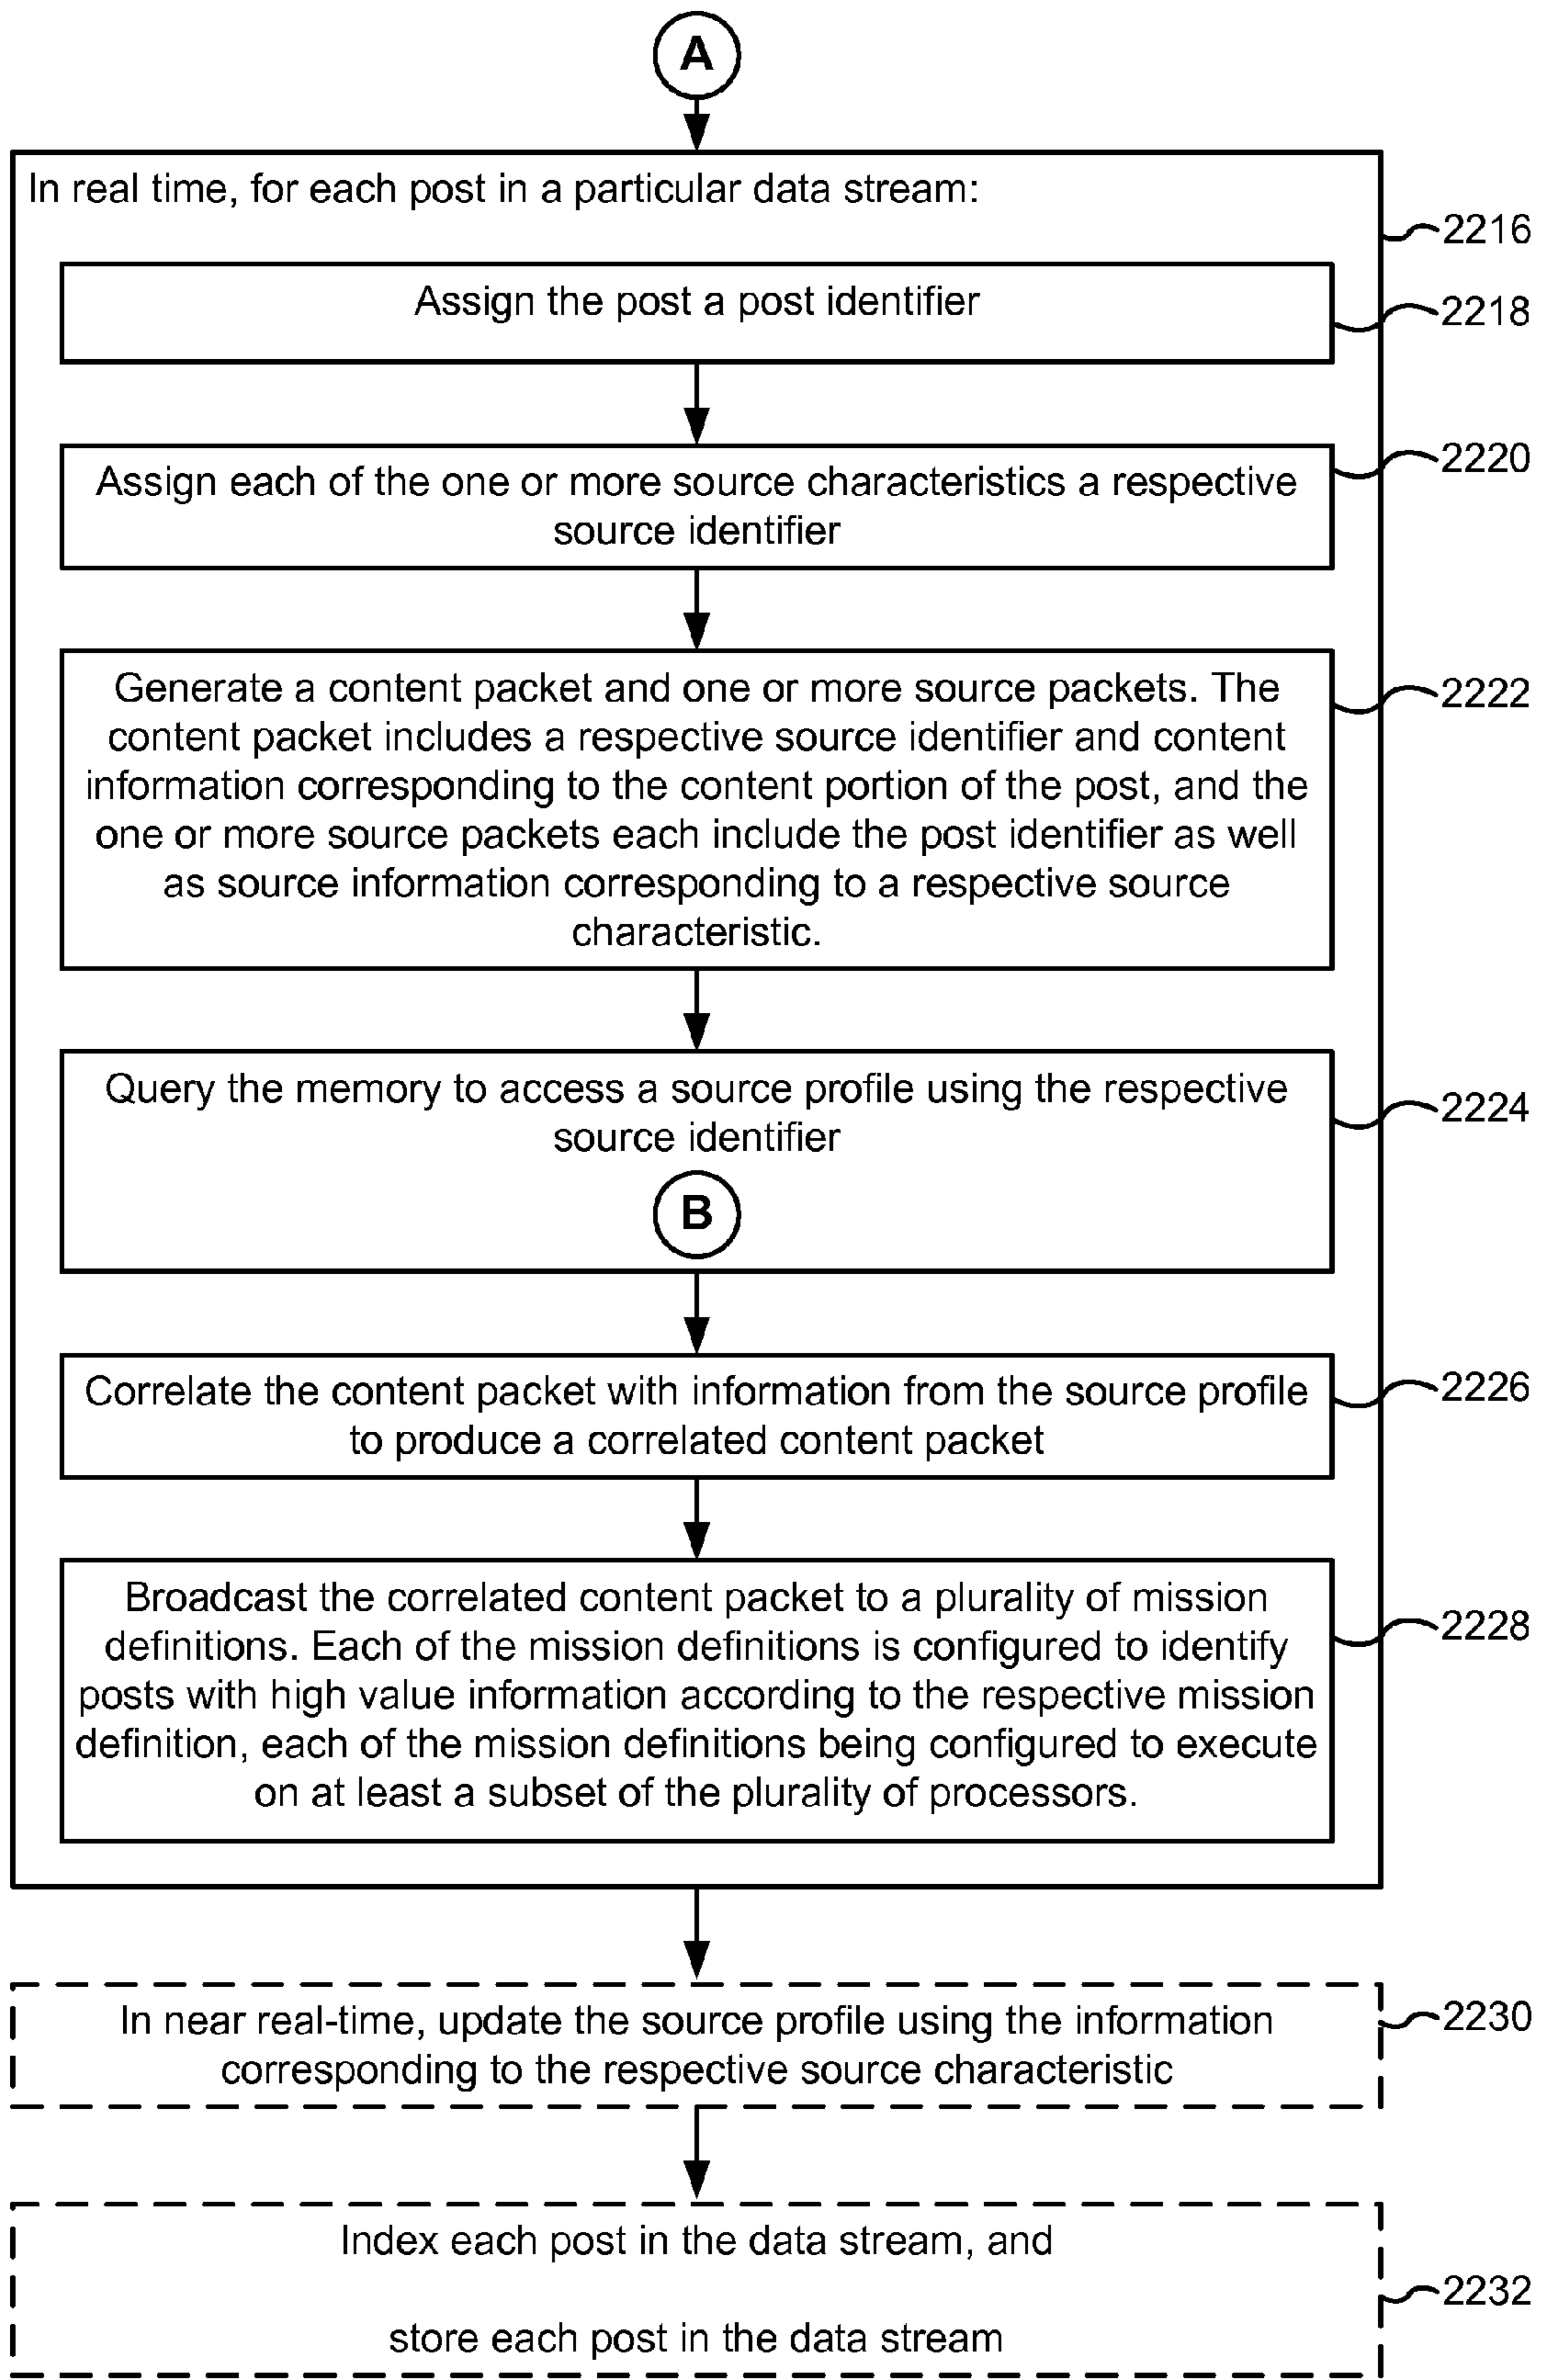 A
In real time, for each post in a particular data stream:
2216
Assign the post a post identifier
2218
Assign each of the one or more source characteristics a respective
source identifier
2220
Generate a content packet and one or more source packets. The
content packet includes a respective source identifier and content
information corresponding to the content portion of the post, and the
one or more source packets each include the post identifier as well
as source information corresponding to a respective source
characteristic.
2222
Query the memory to access a source profile using the respective
source identifier
2224
B
Correlate the content packet with information from the source profile
to produce a correlated content packet
2226
Broadcast the correlated content packet to a plurality of mission
definitions. Each of the mission definitions is configured to identify
posts with high value information according to the respective mission
definition, each of the mission definitions being configured to execute
on at least a subset of the plurality of processors.
2228
In near real-time, update the source profile using the information
corresponding to the respective source characteristic
2230
Index each post in the data stream, and
store each post in the data stream
2232